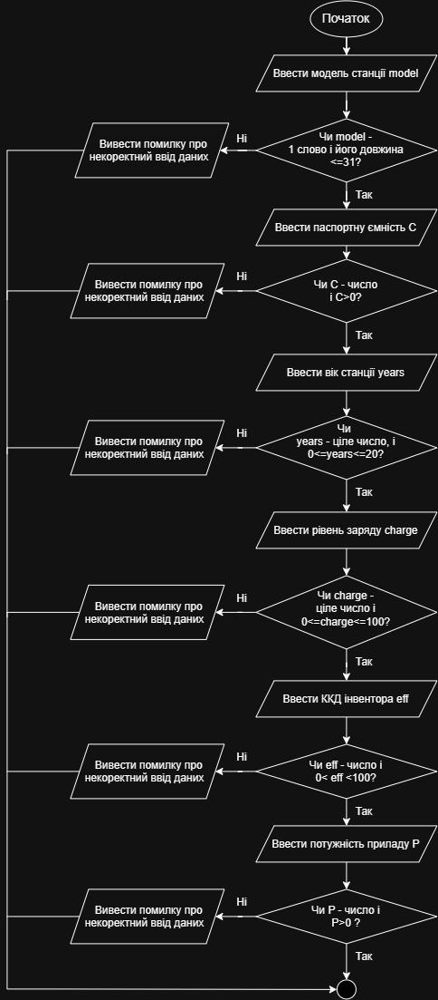 Початок
Ввести модель станції model
Чи model -
1 слово і його довжина
<=31?
Ні
Вивести помилку про
некоректний ввід даних
Так
Ввести паспортну ємність C
Чи C - число
і C>0?
Ні
Вивести помилку про
некоректний ввід даних
Так
Ввести вік станції years
Чи
years - ціле число, і
0<=years<=20?
Ні
Вивести помилку про
некоректний ввід даних
Так
Ввести рівень заряду charge
Чи charge -
ціле число і
0<=charge<=100?
Ні
Вивести помилку про
некоректний ввід даних
Так
Ввести ККД інвентора eff
Чи eff - число і
0< eff <100?
Ні
Вивести помилку про
некоректний ввід даних
Так
Ввести потужність приладу P
Чи P - число і
P>0 ?
Ні
Вивести помилку про
некоректний ввід даних
Так